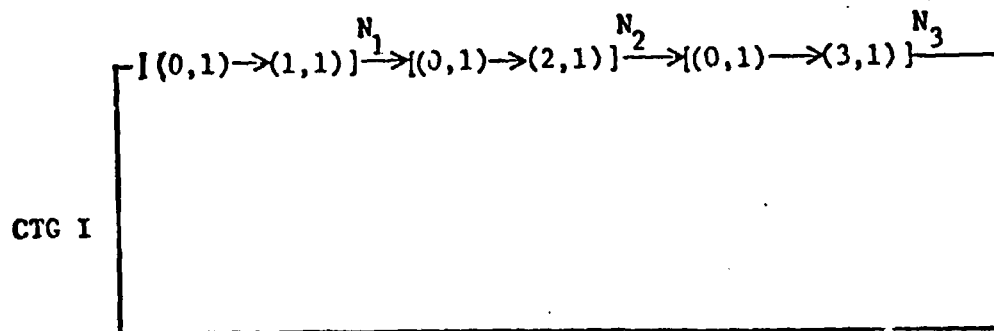 N₁ N₂ N₃
[(0,1)→(1,1)]→[(0,1)→(2,1)]→[(0,1)→(3,1)]
CTG I